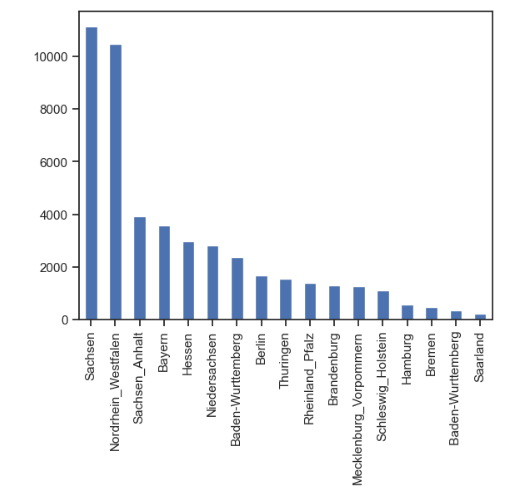 10000
8000
6000
4000
2000
0
Sachsen
Nordrhein_Westfalen
Sachsen_Anhalt
Bayern
Hessen
Niedersachsen
Baden-Wurttemberg
Berlin
Thuringen
Rheinland_Pfalz
Brandenburg
Mecklenburg_Vorpommern
Schleswig_Holstein
Hamburg
Bremen
Baden-Wurttemberg
Saarland